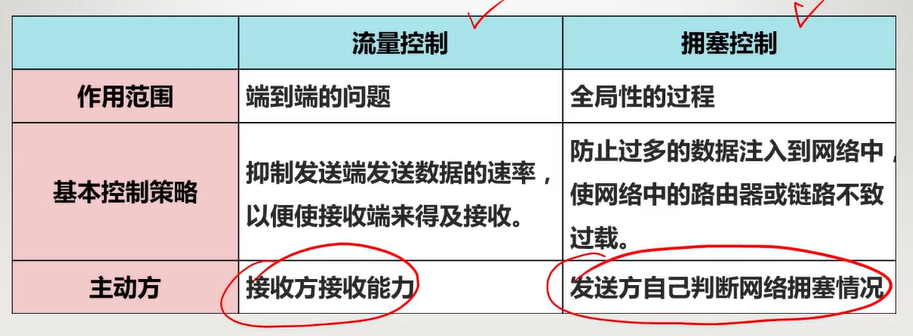 流量控制
拥塞控制
作用范围
端到端的问题
全局性的过程
基本控制策略
抑制发送端发送数据的速率，
以便使接收端来得及接收。
防止过多的数据注入到网络中，
使网络中的路由器或链路不致
过载。
主动方
接收方接收能力
发送方自己判断网络拥塞情况